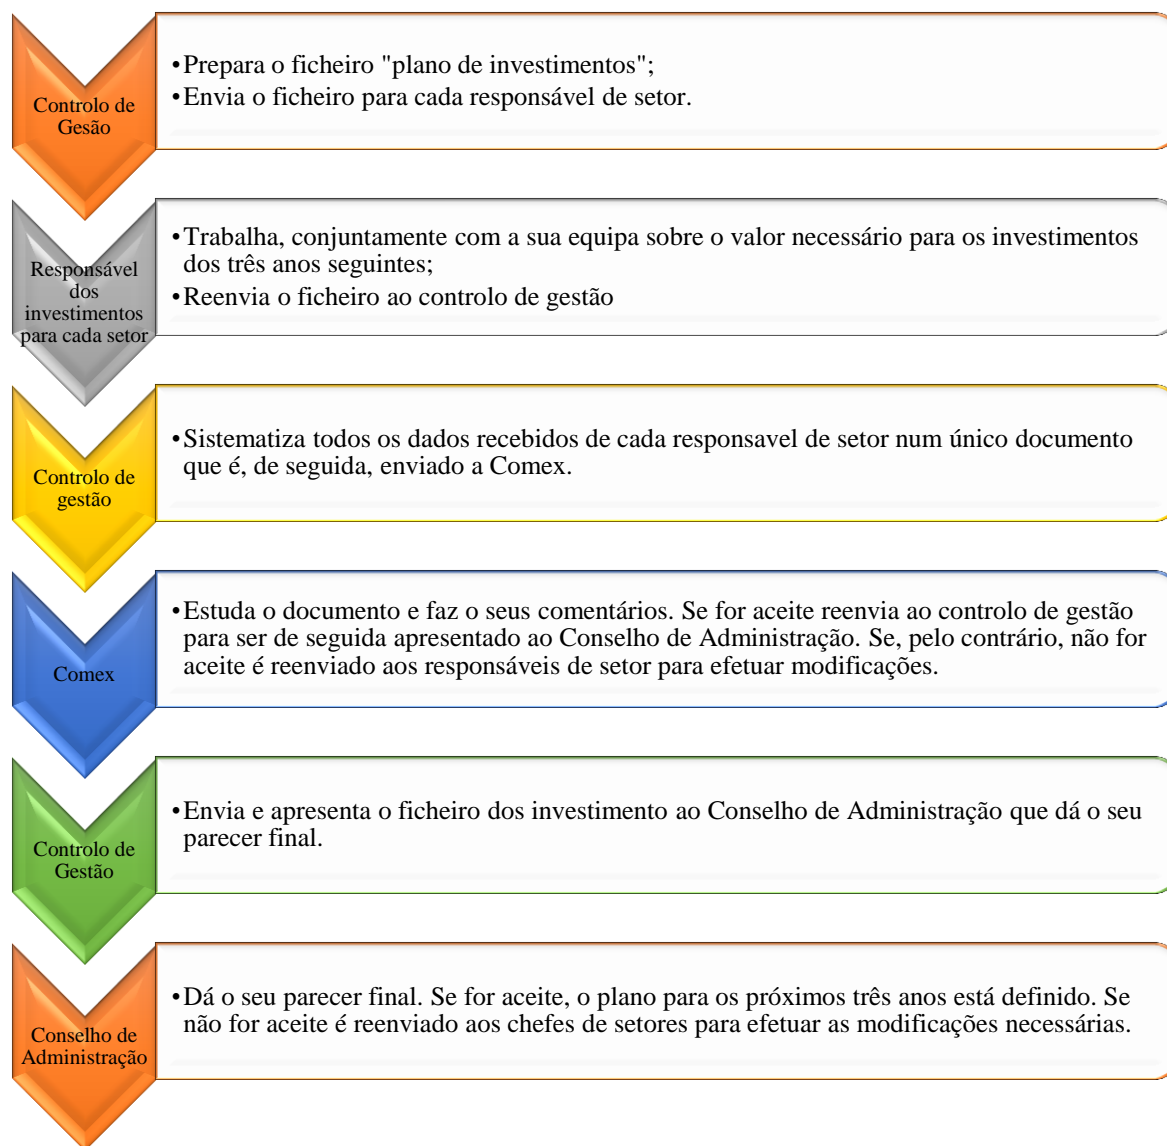 Controlo de
Gesão
•Prepara o ficheiro "plano de investimentos";
•Envia o ficheiro para cada responsável de setor.
Responsável
dos
investimentos
para cada setor
•Trabalha, conjuntamente com a sua equipa sobre o valor necessário para os investimentos
dos três anos seguintes;
•Reenvia o ficheiro ao controlo de gestão
Controlo de
gestão
•Sistematiza todos os dados recebidos de cada responsavel de setor num único documento
que é, de seguida, enviado a Comex.
Comex
•Estuda o documento e faz o seus comentários. Se for aceite reenvia ao controlo de gestão
para ser de seguida apresentado ao Conselho de Administração. Se, pelo contrário, não for
aceite é reenviado aos responsáveis de setor para efetuar modificações.
Controlo de
Gestão
•Envia e apresenta o ficheiro dos investimento ao Conselho de Administração que dá o seu
parecer final.
Conselho de
Administração
•Dá o seu parecer final. Se for aceite, o plano para os próximos três anos está definido. Se
não for aceite é reenviado aos chefes de setores para efetuar as modificações necessárias.